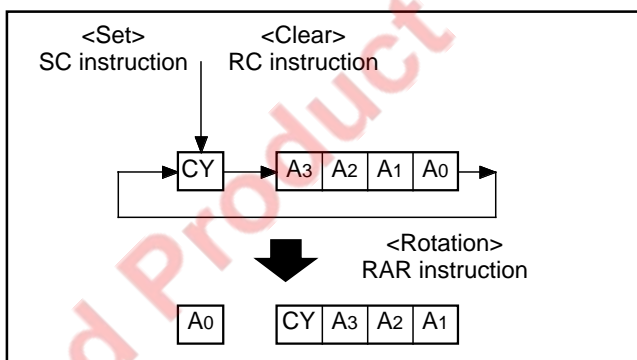 <Set> <Clear>
SC instruction RC instruction
CY A3 A2 A1 A0
<Rotation>
RAR instruction
A0 CY A3 A2 A1
d Product